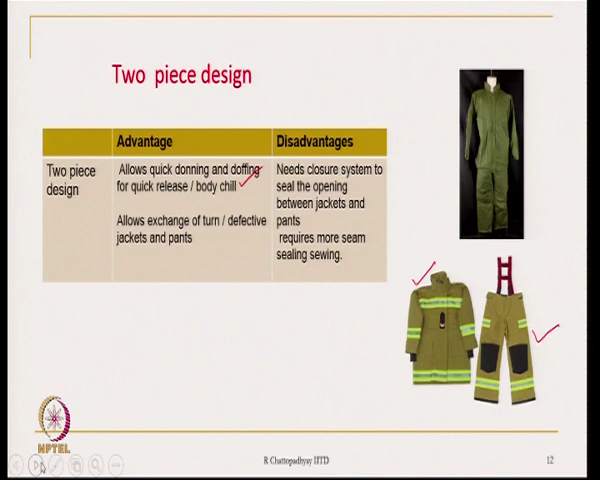 Two piece design
Advantage
Disadvantages
Two piece
design
Allows quick donning and doffing
for quick release / body chill
Allows exchange of turn / defective
jackets and pants
Needs closure system to
seal the opening
between jackets and
pants
requires more seam
sealing sewing.
NPTEL
R Chattopadhyay IITD
12